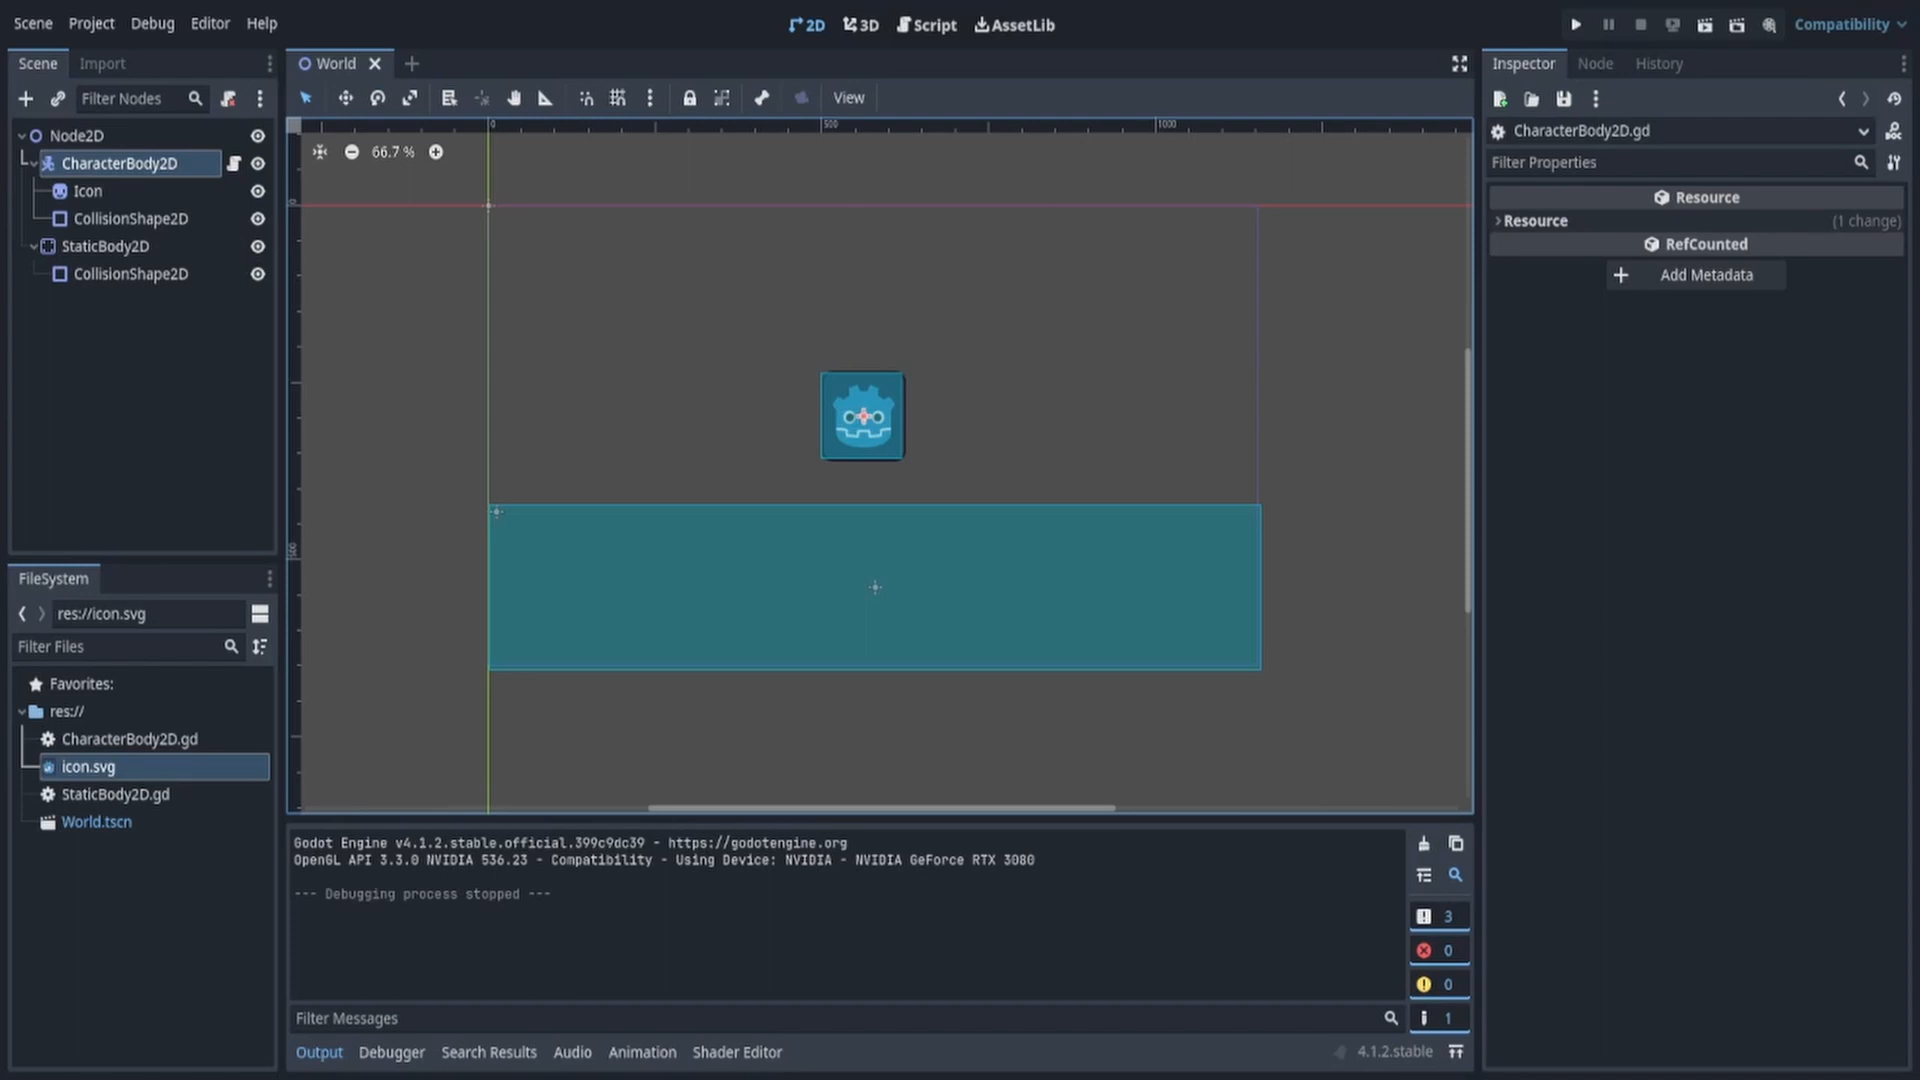 Scene Project Debug Editor Help
2D 3D Script AssetLib
Compatibility
Scene Import
Filter Nodes
Node2D
CharacterBody2D
Icon
CollisionShape2D
StaticBody2D
CollisionShape2D
FileSystem
res://icon.svg
Filter Files
Favorites:
res://
CharacterBody2D.gd
icon.svg
StaticBody2D.gd
World.tscn
World
View
0 500 1000
0
500
66.7 %
Godot Engine v4.1.2.stable.official.399c9dc39 - https://godotengine.org
OpenGL API 3.3.0 NVIDIA 536.23 - Compatibility - Using Device: NVIDIA - NVIDIA GeForce RTX 3080
--- Debugging process stopped ---
3
0
0
1
Filter Messages
Output Debugger Search Results Audio Animation Shader Editor
4.1.2.stable
Inspector Node History
CharacterBody2D.gd
Filter Properties
Resource
Resource (1 change)
RefCounted
Add Metadata